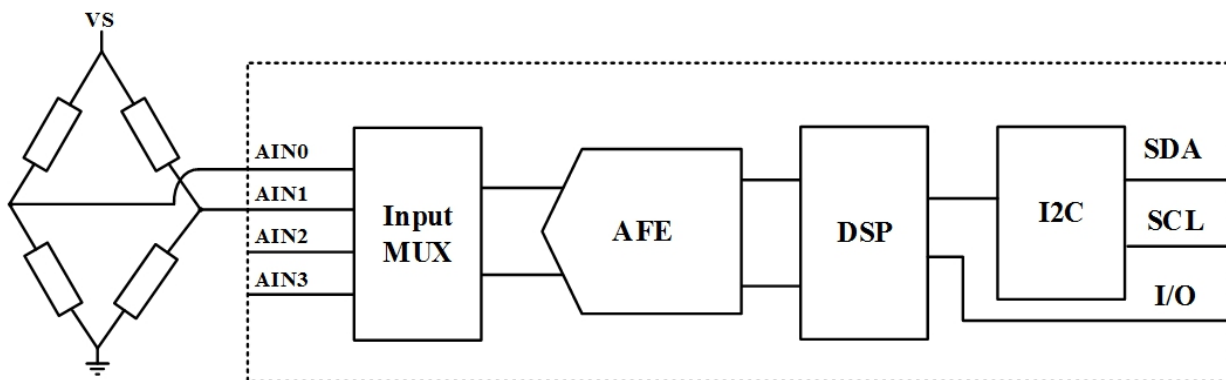 VS
AIN0
AIN1
AIN2
AIN3
Input
MUX
AFE
DSP
I2C
SDA
SCL
I/O